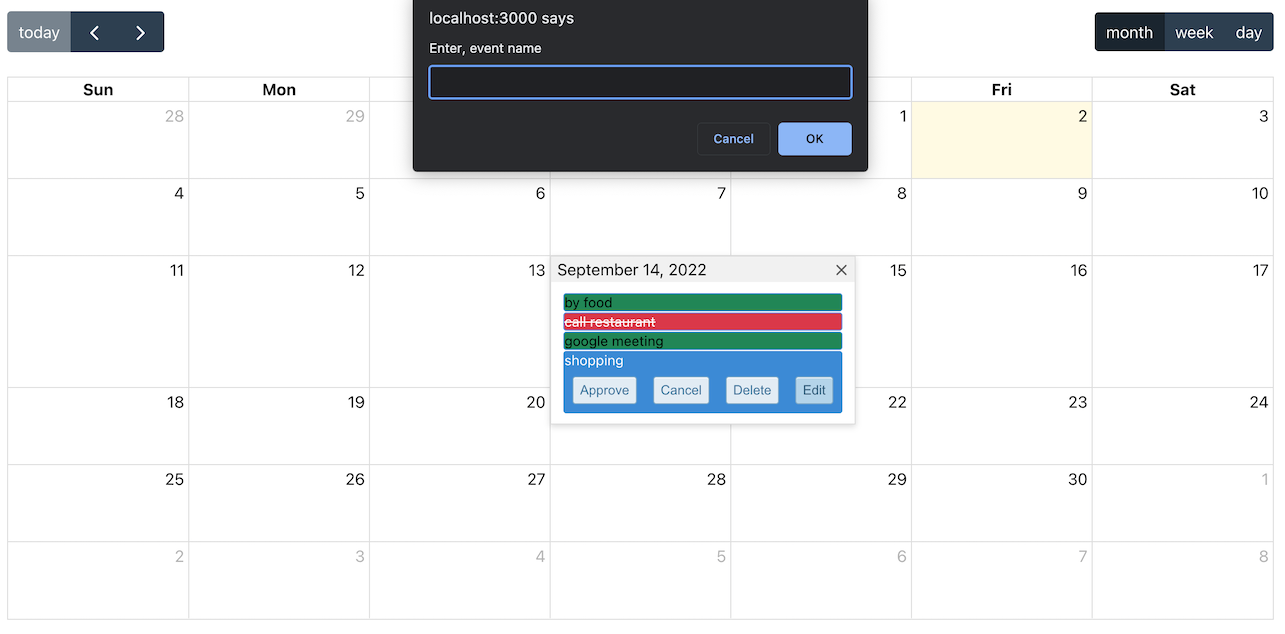 localhost:3000 says
Enter, event name
Cancel OK
today month week day
Sun Mon Fri Sat
28 29 1 2 3
4 5 6 7 8 9 10
11 12 13 15 16 17
September 14, 2022
by food
call restaurant
google meeting
shopping
Approve Cancel Delete Edit
18 19 20 22 23 24
25 26 27 28 29 30 1
2 3 4 5 6 7 8